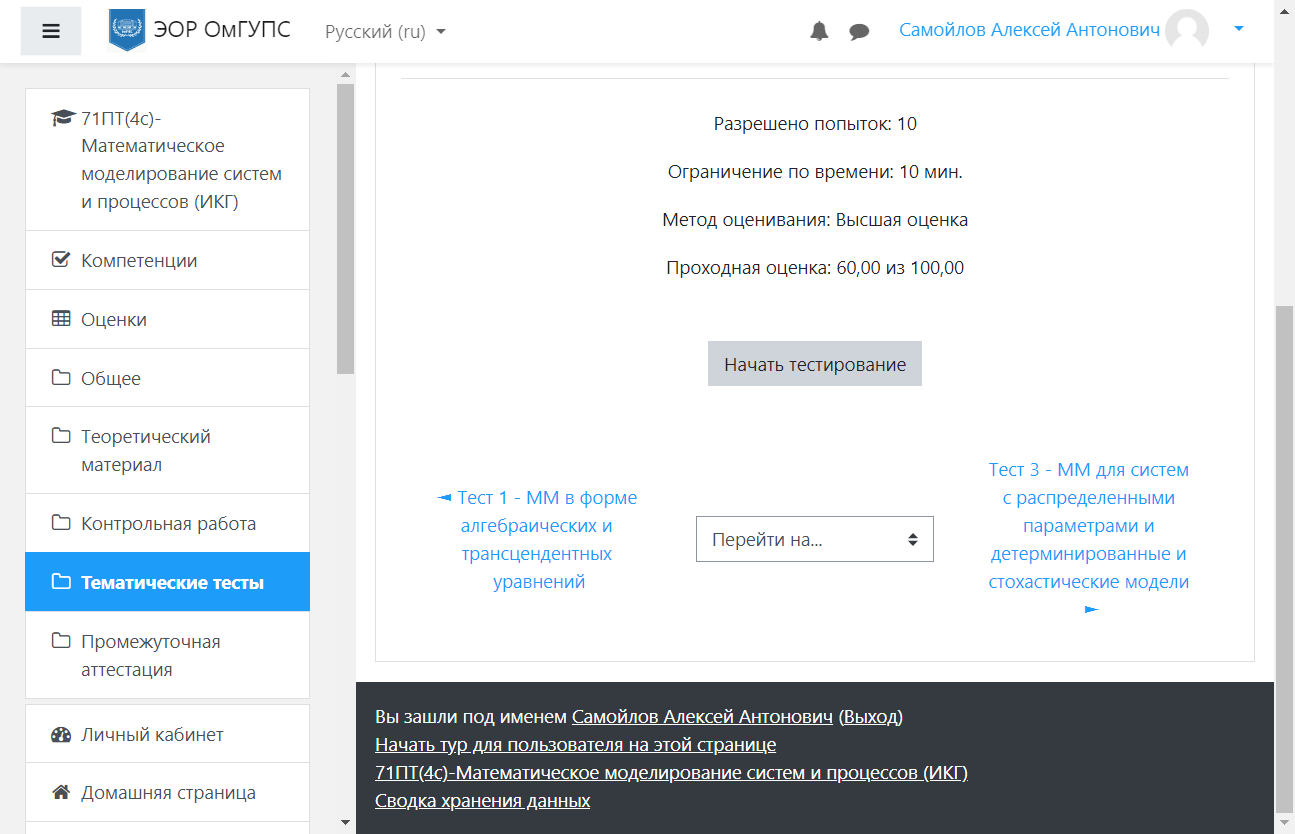 ЭОР ОмГУПС
Русский (ru)
Самойлов Алексей Антонович
71ПТ(4с)-
Математическое
моделирование систем
и процессов (ИКГ)
Компетенции
Оценки
Общее
Теоретический
материал
Контрольная работа
Тематические тесты
Промежуточная
аттестация
Личный кабинет
Домашняя страница
Разрешено попыток: 10
Ограничение по времени: 10 мин.
Метод оценивания: Высшая оценка
Проходная оценка: 60,00 из 100,00
Начать тестирование
◄ Тест 1 - ММ в форме
алгебраических и
трансцендентных
уравнений
Перейти на...
Тест 3 - ММ для систем
с распределенными
параметрами и
детерминированные и
стохастические модели
►
Вы зашли под именем Самойлов Алексей Антонович (Выход)
Начать тур для пользователя на этой странице
71ПТ(4с)-Математическое моделирование систем и процессов (ИКГ)
Сводка хранения данных